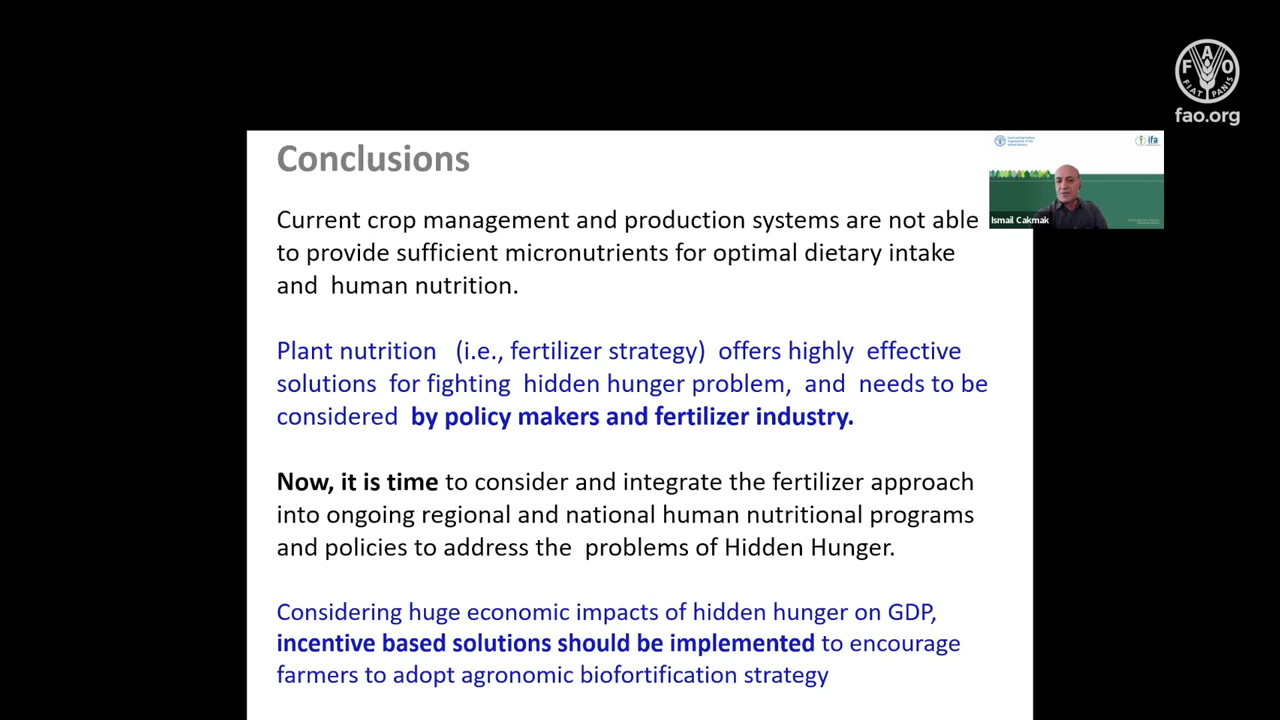 FAO
FIAT PANIS
fao.org
Conclusions
ifa
Ismail Cakmak
Current crop management and production systems are not able
to provide sufficient micronutrients for optimal dietary intake
and human nutrition.
Plant nutrition (i.e., fertilizer strategy) offers highly effective
solutions for fighting hidden hunger problem, and needs to be
considered by policy makers and fertilizer industry.
Now, it is time to consider and integrate the fertilizer approach
into ongoing regional and national human nutritional programs
and policies to address the problems of Hidden Hunger.
Considering huge economic impacts of hidden hunger on GDP,
incentive based solutions should be implemented to encourage
farmers to adopt agronomic biofortification strategy